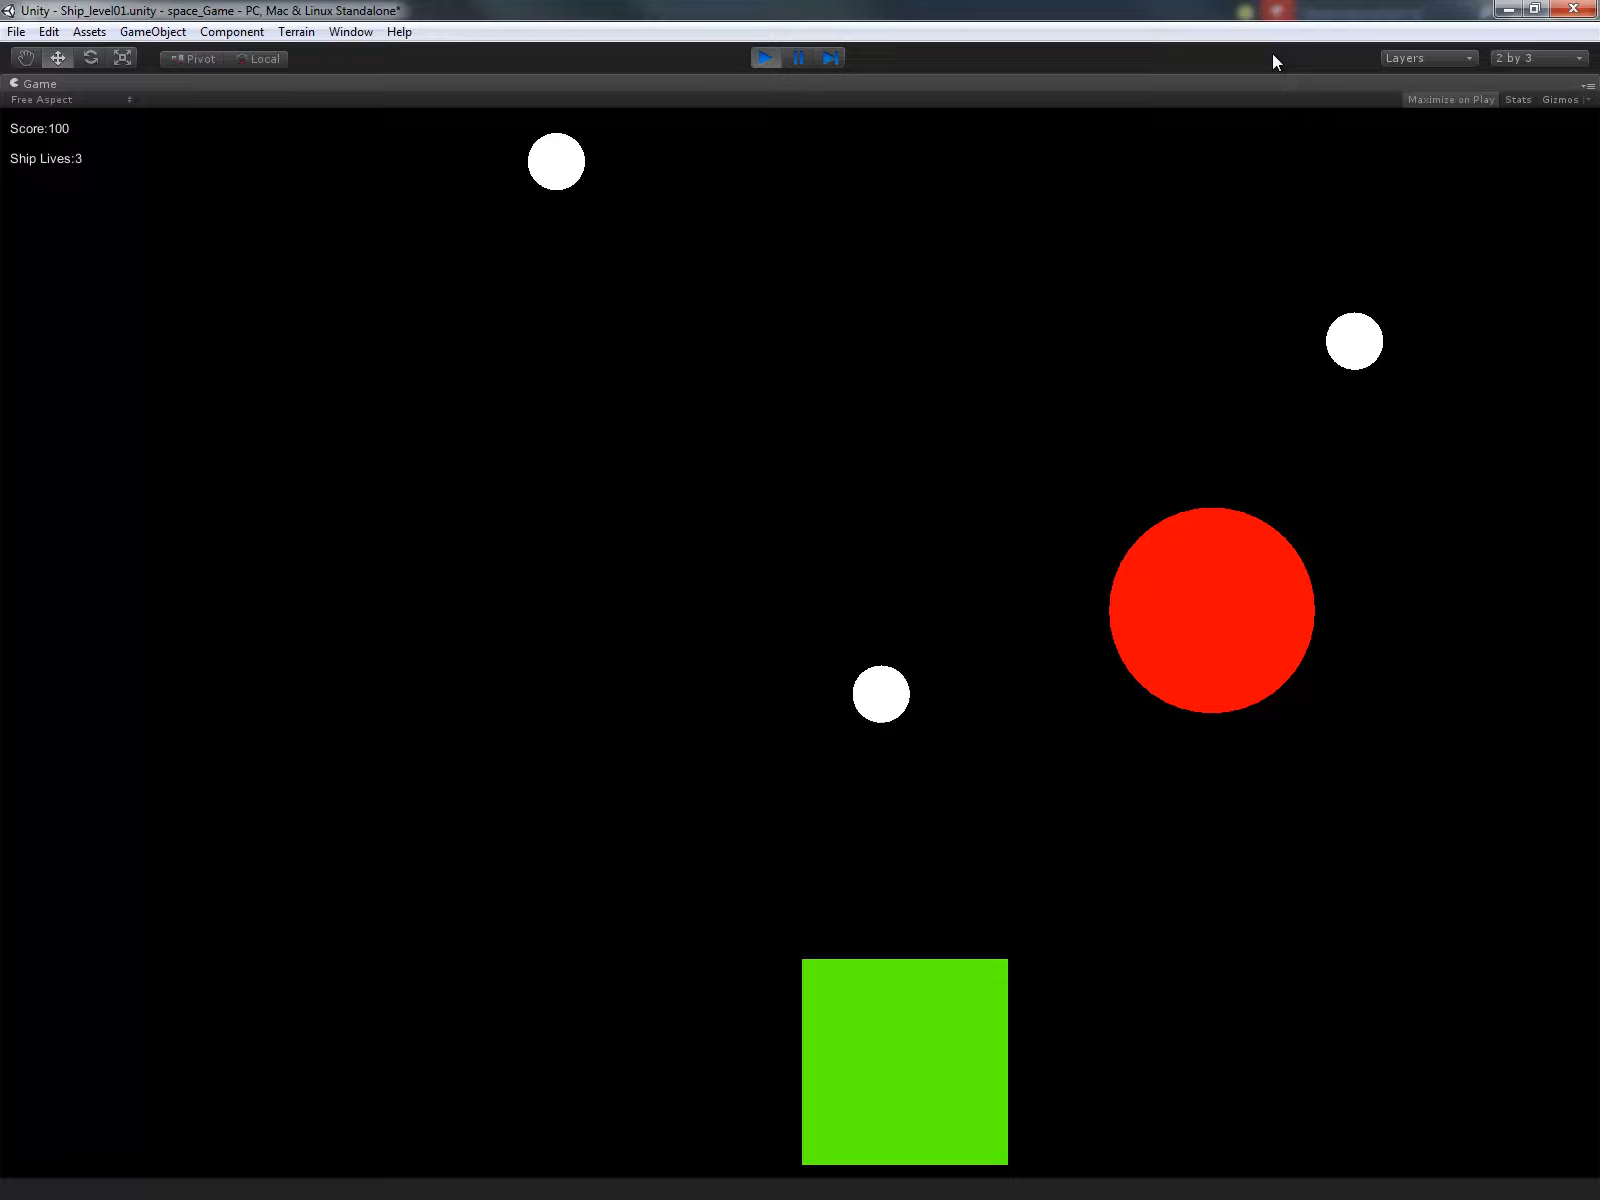 Unity - Ship_level01.unity - space_Game - PC, Mac & Linux Standalone*
File Edit Assets GameObject Component Terrain Window Help
Pivot Local Layers 2 by 3
Game
Free Aspect Maximize on Play Stats Gizmos
Score:100
Ship Lives:3